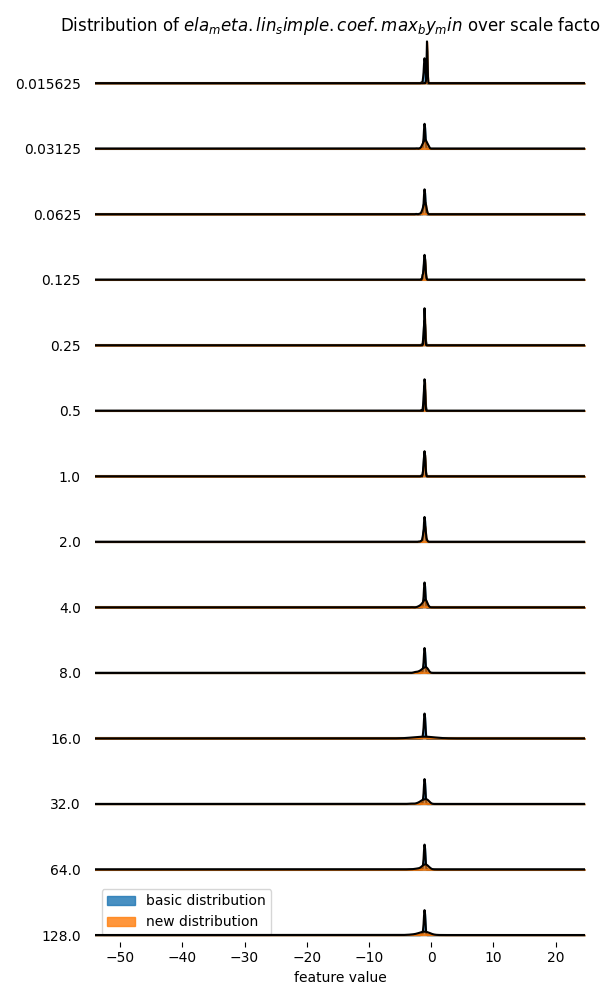 Distribution of ela_meta.lin_simple.coef.max_by_min over scale facto
0.015625
0.03125
0.0625
0.125
0.25
0.5
1.0
2.0
4.0
8.0
16.0
32.0
64.0
128.0
basic distribution
new distribution
−50 −40 −30 −20 −10 0 10 20
feature value